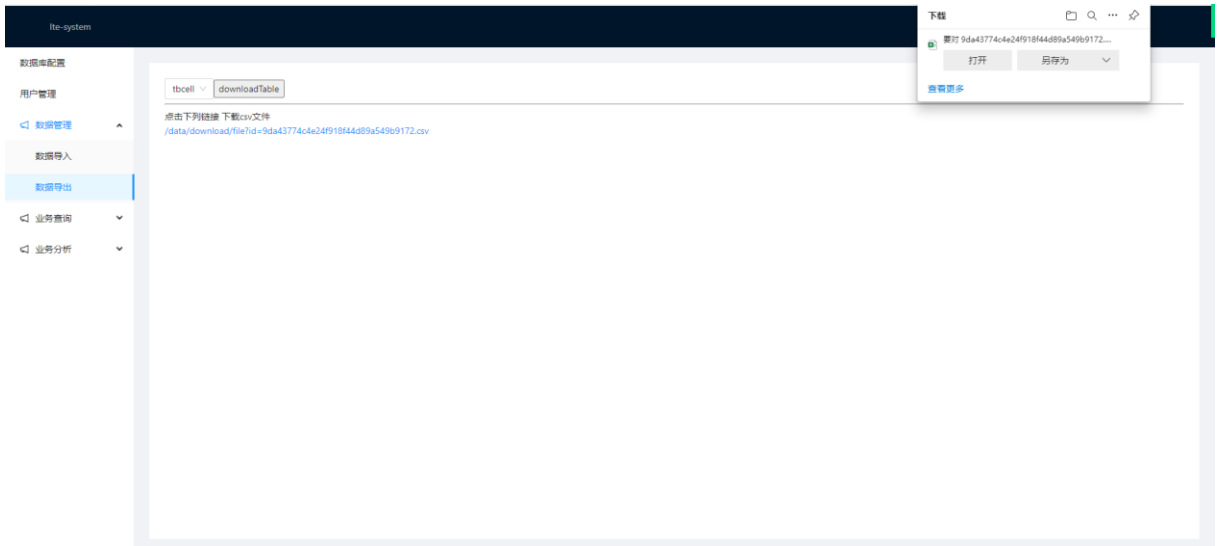 lte-system
下载
要对 9da43774c4e24f918f44d89a549b9172....
打开
另存为
查看更多
数据库配置
用户管理
数据管理
数据导入
数据导出
业务查询
业务分析
tbcell
downloadTable
点击下列链接 下载csv文件
/data/download/file?id=9da43774c4e24f918f44d89a549b9172.csv